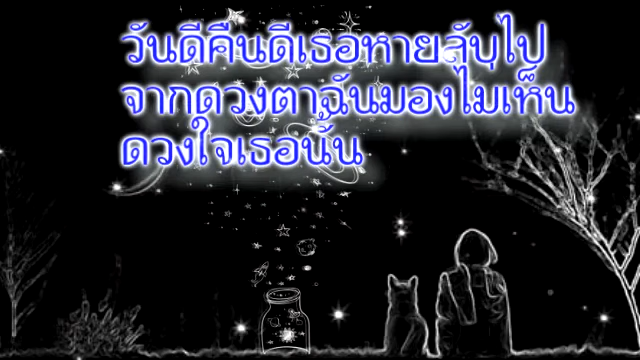 วันดีคืนดีเธอหายลับไป
จากดวงตาฉันมองไม่เห็น
ดวงใจเธอนั้น